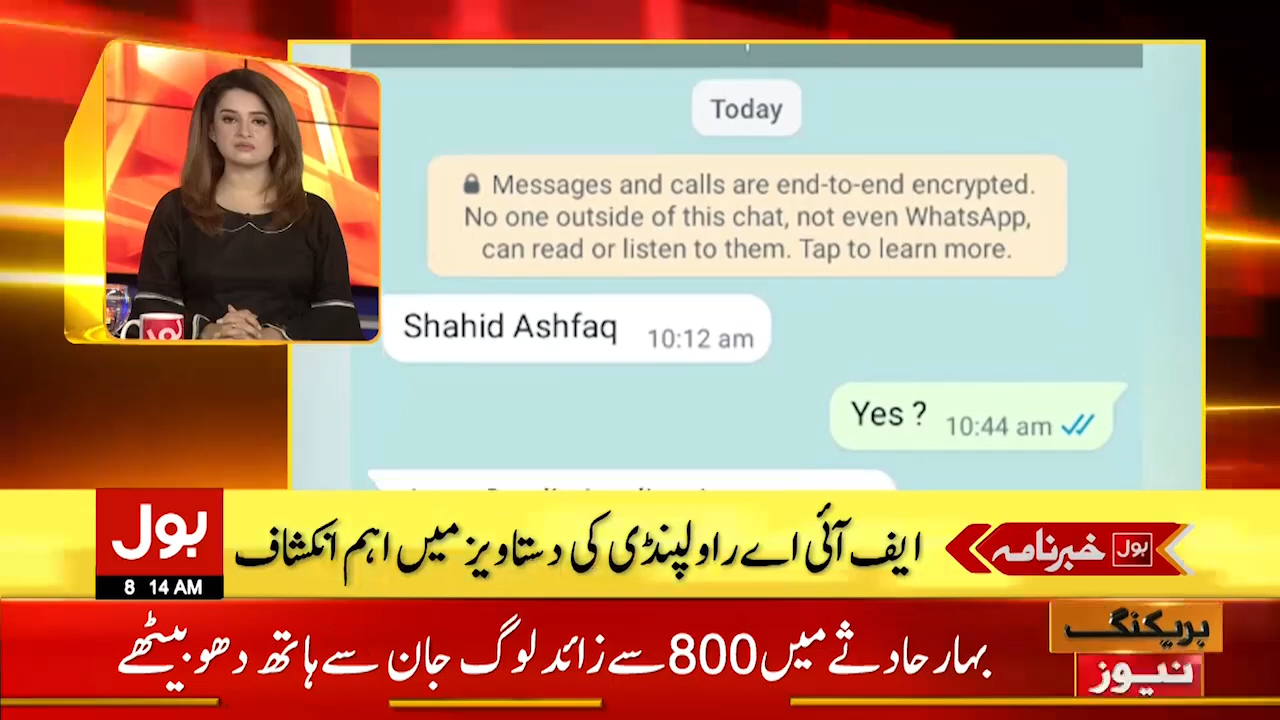 Today
Messages and calls are end-to-end encrypted.
No one outside of this chat, not even WhatsApp,
can read or listen to them. Tap to learn more.
Shahid Ashfaq 10:12 am
Yes ? 10:44 am
بول
8 14 AM
بول خبرنامہ
ایف آئی اے راولپنڈی کی دستاویز میں اہم انکشاف
بریکنگ
نیوز
بہار حادثے میں 800 سے زائد لوگ جان سے ہاتھ دھو بیٹھے
بول